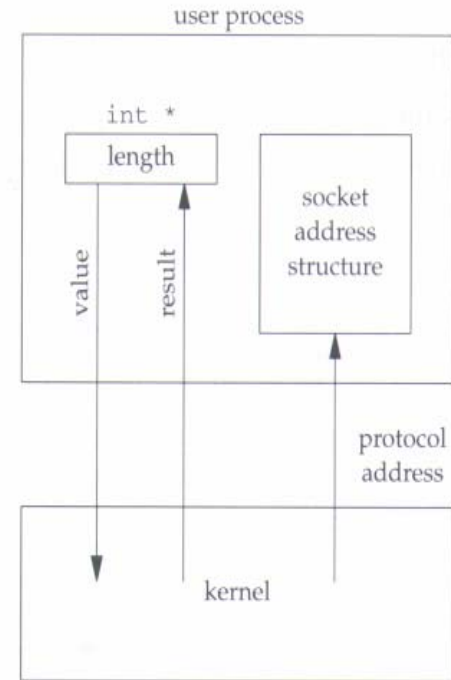 user process
int *
length
socket
address
structure
value
result
protocol
address
kernel